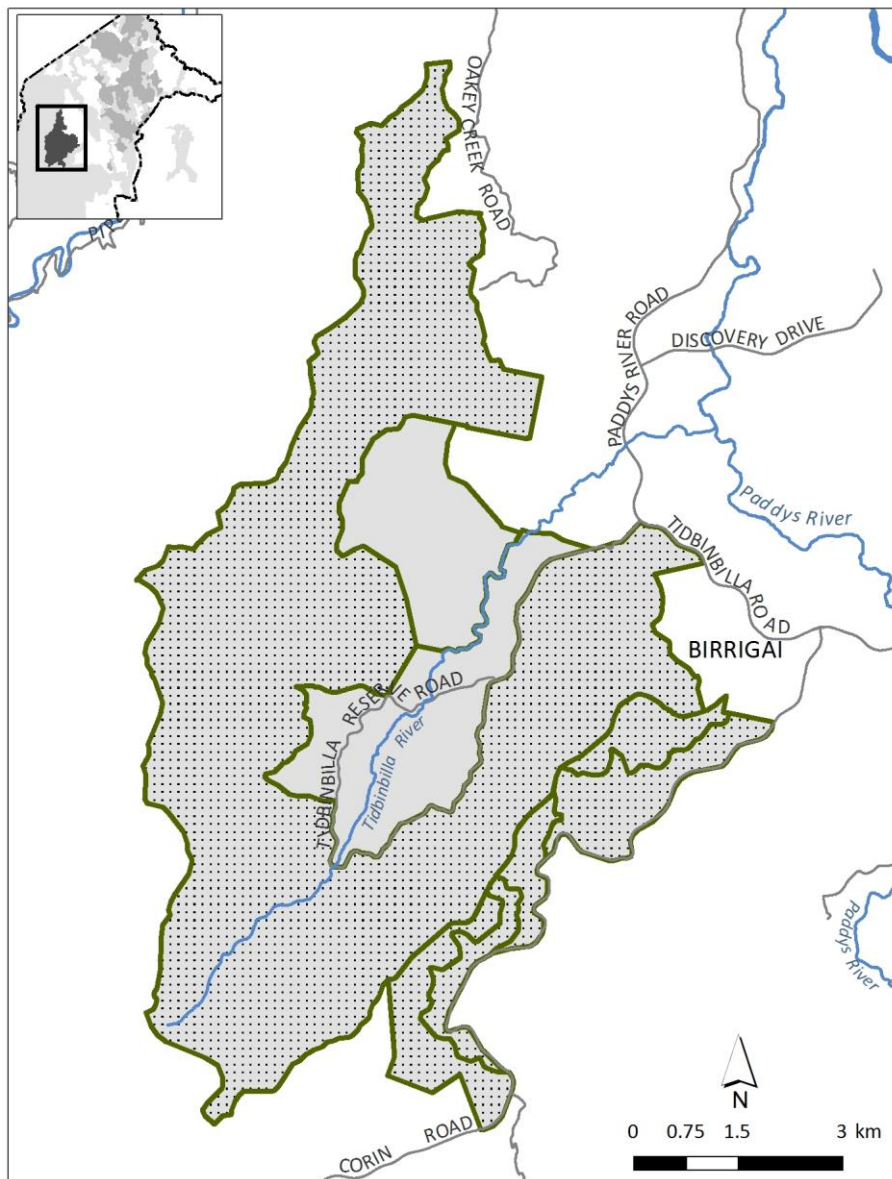 OAKEY CREEK ROAD
PADDYS RIVER ROAD
DISCOVERY DRIVE
Paddys River
TIDBINBILLA ROAD
BIRRIGAI
TIDBINBILLA RESERVE ROAD
Tidbinbilla River
Paddys River
CORIN ROAD
N
0 0.75 1.5 3 km